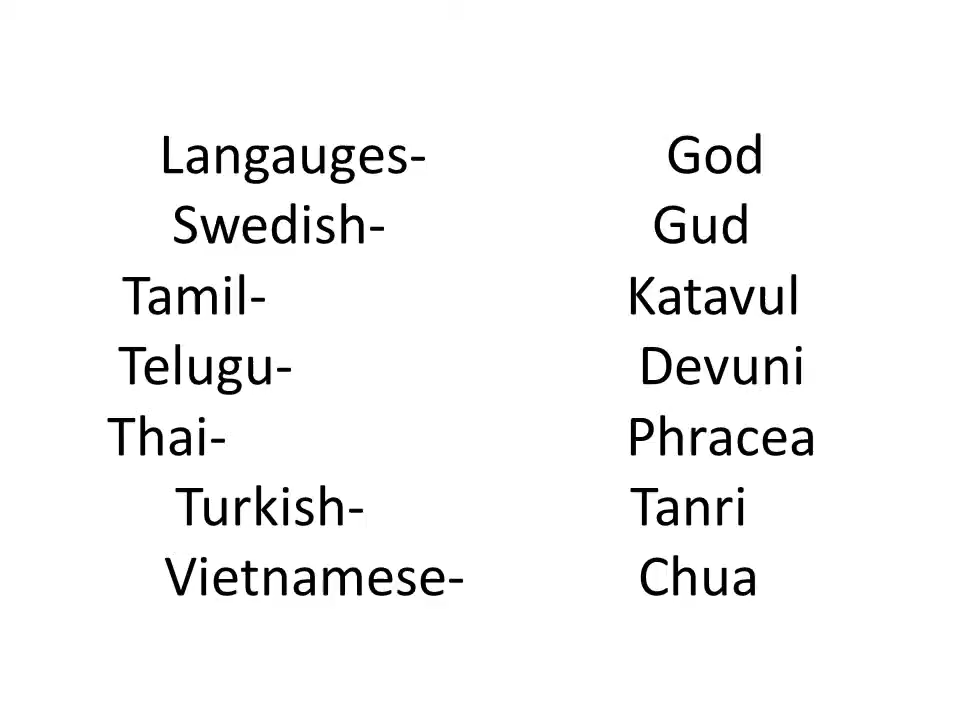 Langauges- God
Swedish- Gud
Tamil- Katavul
Telugu- Devuni
Thai- Phracea
Turkish- Tanri
Vietnamese- Chua